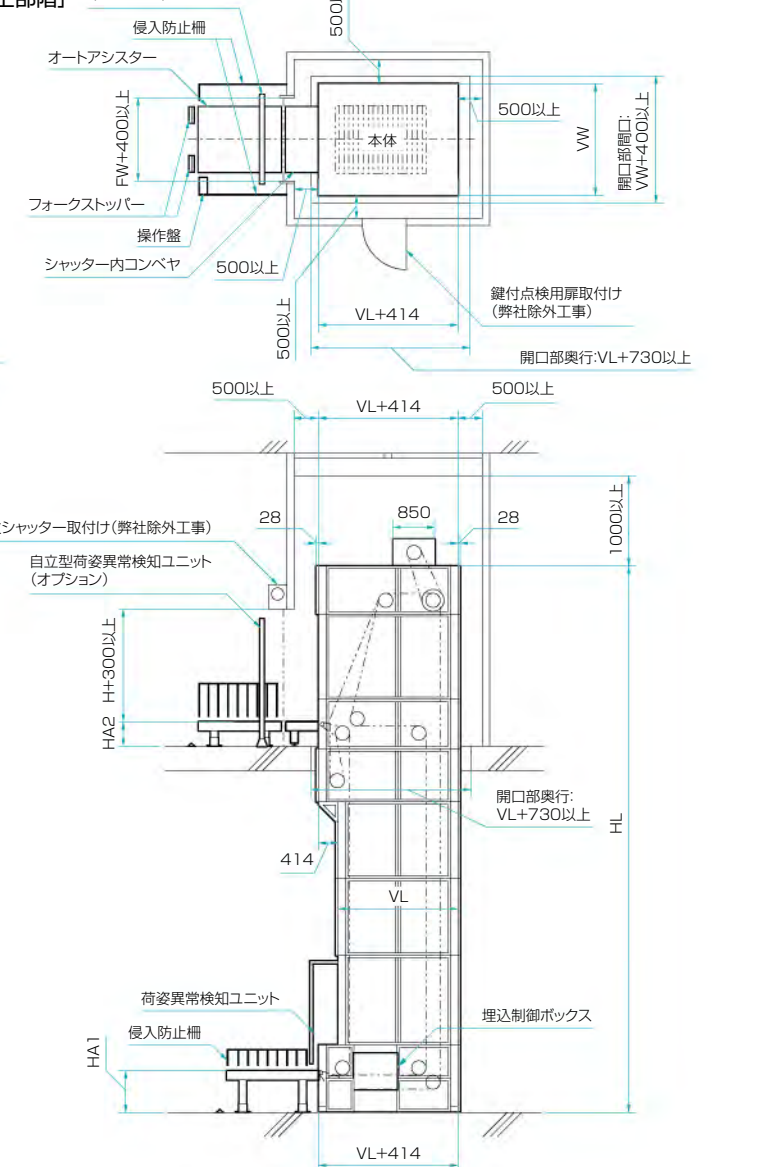 上部階］
侵入防止柵
オートアシスター
500以上
FW+400以上
本体
500以上
VW
開口部間口:
VW+400以上
フォークストッパー
操作盤
シャッター内コンベヤ
500以上
500以上
VL+414
鍵付点検用扉取付け
（弊社除外工事）
開口部奥行:VL+730以上
500以上
VL+414
500以上
シャッター取付け(弊社除外工事)
28
850
28
1000以上
自立型荷姿異常検知ユニット
（オプション）
H+300以上
HA2
開口部奥行:
VL+730以上
HL
414
VL
荷姿異常検知ユニット
侵入防止柵
埋込制御ボックス
HA1
VL+414